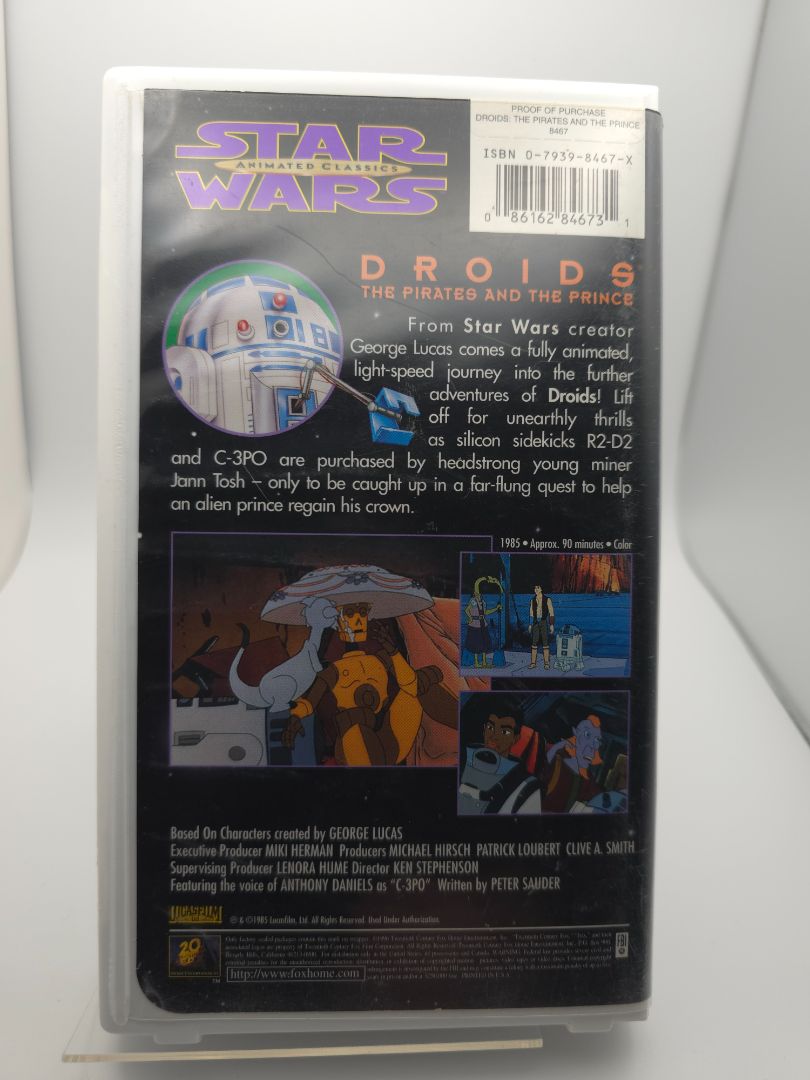 STAR
ANIMATED CLASSICS
WARS
PROOF OF PURCHASE
DROIDS: THE PIRATES AND THE PRINCE
8467
ISBN 0-7939-8467-X
0 86162 84673 1
DROIDS
THE PIRATES AND THE PRINCE
From Star Wars creator
George Lucas comes a fully animated,
light-speed journey into the further
adventures of Droids! Lift
off for unearthly thrills
as silicon sidekicks R2-D2
and C-3PO are purchased by headstrong young miner
Jann Tosh – only to be caught up in a far-flung quest to help
an alien prince regain his crown.
1985 • Approx. 90 minutes • Color
Based On Characters created by GEORGE LUCAS
Executive Producer MIKI HERMAN Producers MICHAEL HIRSCH PATRICK LOUBERT CLIVE A. SMITH
Supervising Producer LENORA HUME Director KEN STEPHENSON
Featuring the voice of ANTHONY DANIELS as "C-3PO" Written by PETER SAUDER
LUCASFILM
℗ & ©1985 Lucasfilm, Ltd. All Rights Reserved. Used Under Authorization.
20
FBI
http://www.foxhome.com
PRINTED IN U.S.A.
TM